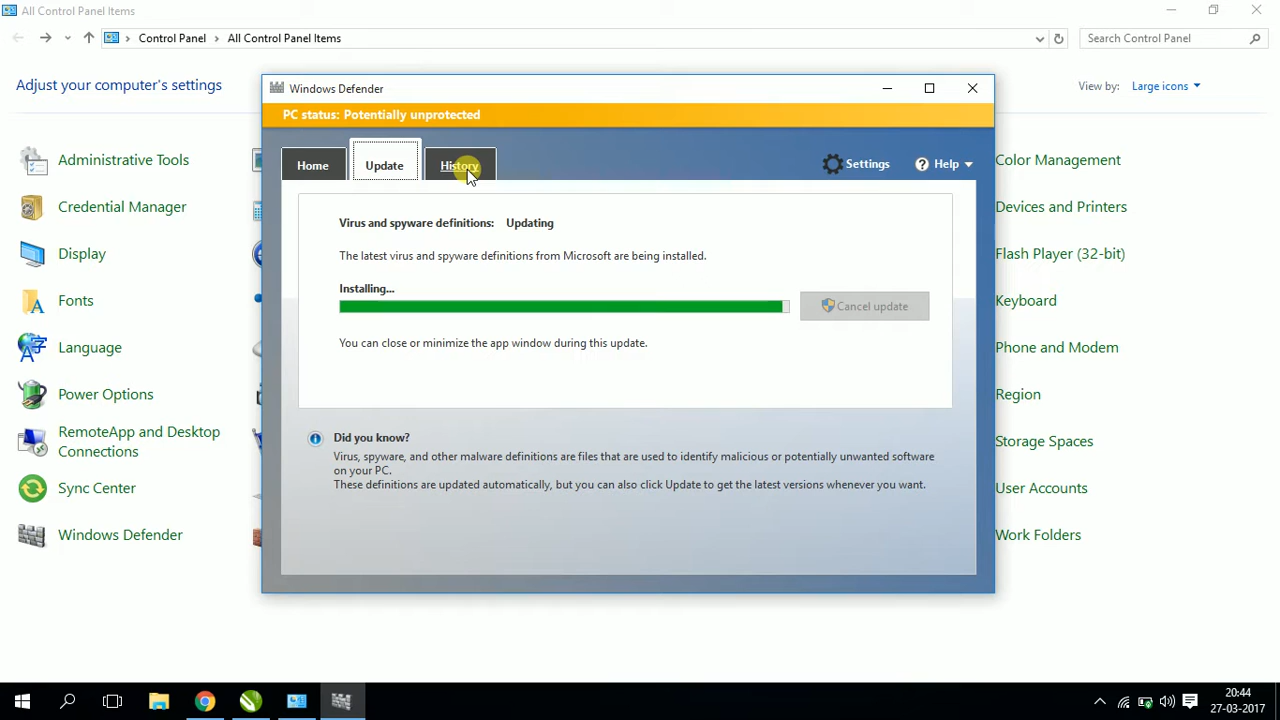 All Control Panel Items
Control Panel > All Control Panel Items
Search Control Panel
Adjust your computer's settings
View by: Large icons
Windows Defender
PC status: Potentially unprotected
Home
Update
History
Settings
Help
Virus and spyware definitions: Updating
The latest virus and spyware definitions from Microsoft are being installed.
Installing...
Cancel update
You can close or minimize the app window during this update.
Did you know?
Virus, spyware, and other malware definitions are files that are used to identify malicious or potentially unwanted software
on your PC.
These definitions are updated automatically, but you can also click Update to get the latest versions whenever you want.
Administrative Tools
Credential Manager
Display
Fonts
Language
Power Options
RemoteApp and Desktop
Connections
Sync Center
Windows Defender
Color Management
Devices and Printers
Flash Player (32-bit)
Keyboard
Phone and Modem
Region
Storage Spaces
User Accounts
Work Folders
20:44
27-03-2017